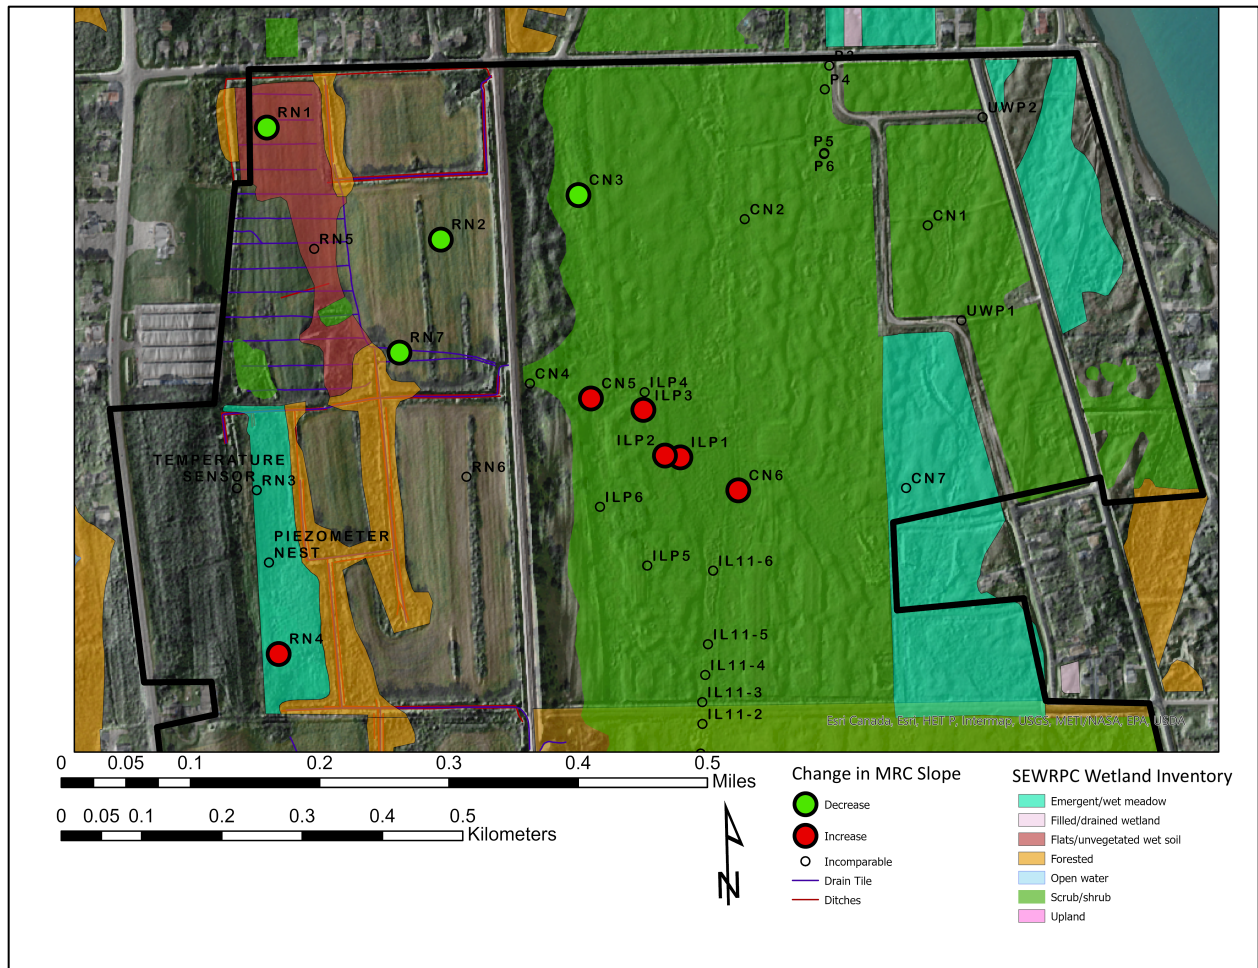 P3
P4
UWP2
RN1
P5
P6
CN3
CN2
CN1
RN2
RN5
UWP1
RN7
CN4
CN5
ILP4
ILP3
ILP2
ILP1
CN6
RN6
TEMPERATURE
SENSOR
RN3
CN7
ILP6
PIEZOMETER
NEST
ILP5
IL11-6
RN4
IL11-5
IL11-4
IL11-3
IL11-2
Esri Canada, Esri, HERE, P, Intermap, USGS, METI/NASA, EPA, USDA
0 0.05 0.1 0.2 0.3 0.4 0.5
Miles
0 0.05 0.1 0.2 0.3 0.4 0.5
Kilometers
N
Change in MRC Slope
Decrease
Increase
Incomparable
Drain Tile
Ditches
SEWRPC Wetland Inventory
Emergent/wet meadow
Filled/drained wetland
Flats/unvegetated wet soil
Forested
Open water
Scrub/shrub
Upland